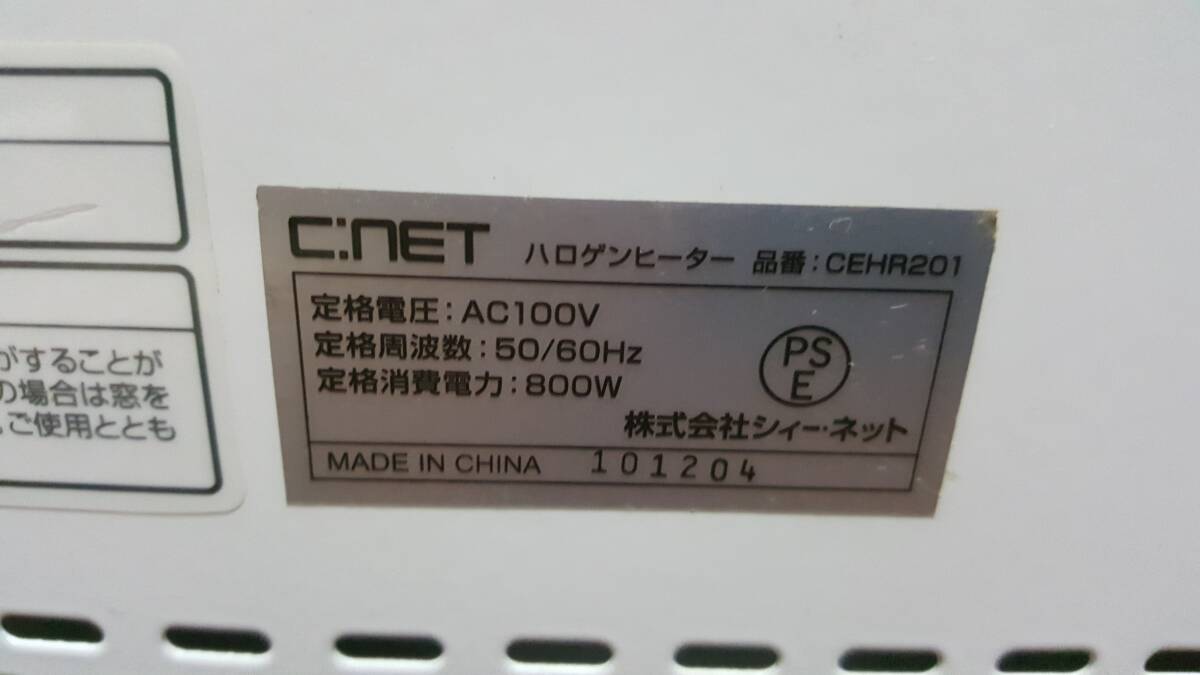 がすることが
の場合は窓を
ご使用ととも
C:NET ハロゲンヒーター 品番:CEHR201
定格電圧:AC100V
定格周波数:50/60Hz
定格消費電力:800W
PS
E
株式会社シィー・ネット
MADE IN CHINA 101204